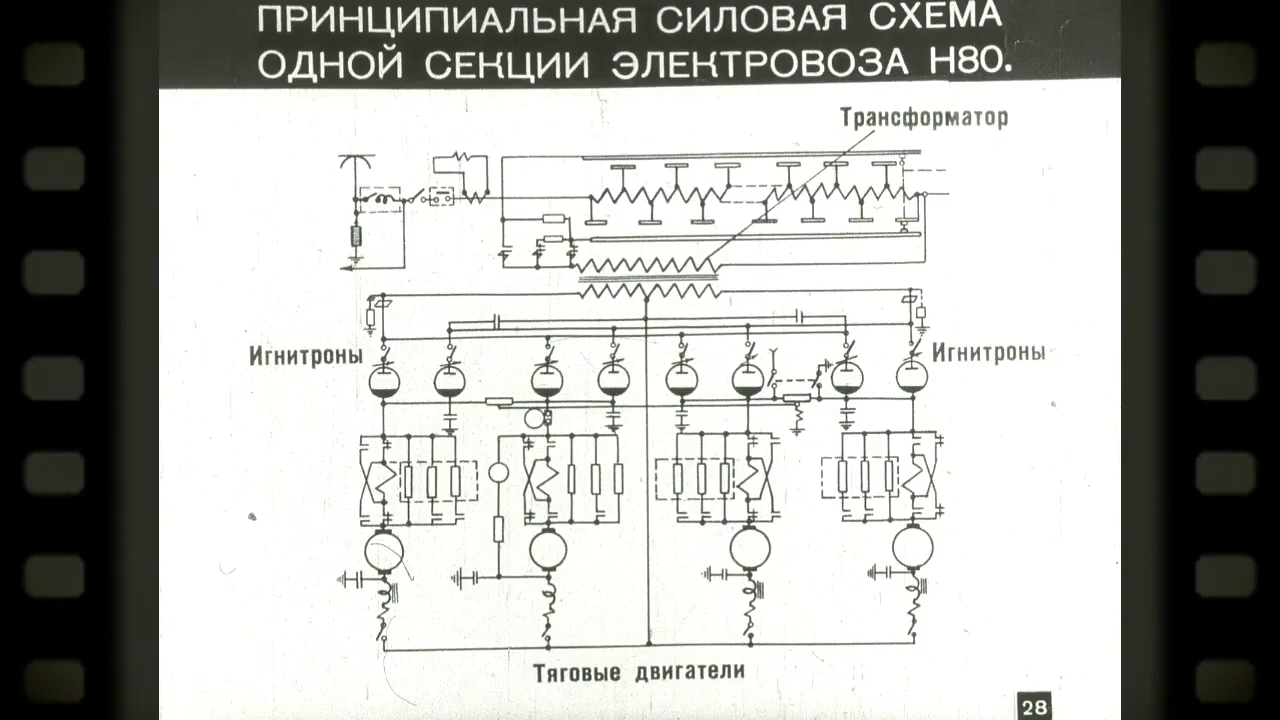 ПРИНЦИПИАЛЬНАЯ СИЛОВАЯ СХЕМА
ОДНОЙ СЕКЦИИ ЭЛЕКТРОВОЗА Н80.
Трансформатор
Игнитроны
Игнитроны
Тяговые двигатели
28